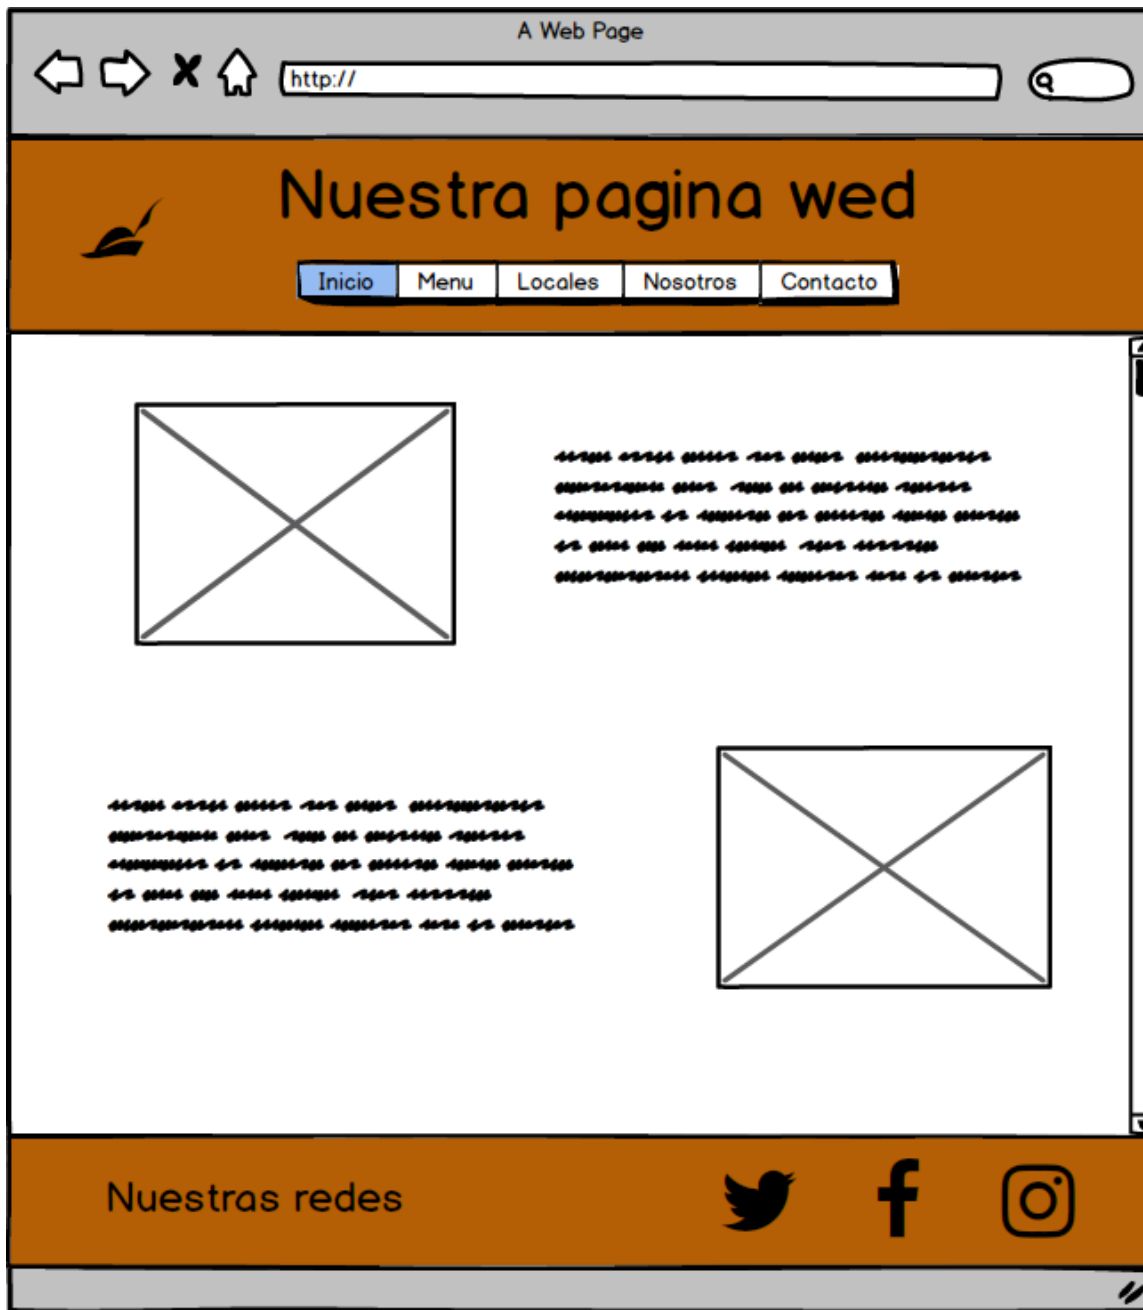 A Web Page
http://
Nuestra pagina wed
Inicio Menu Locales Nosotros Contacto
Nuestras redes